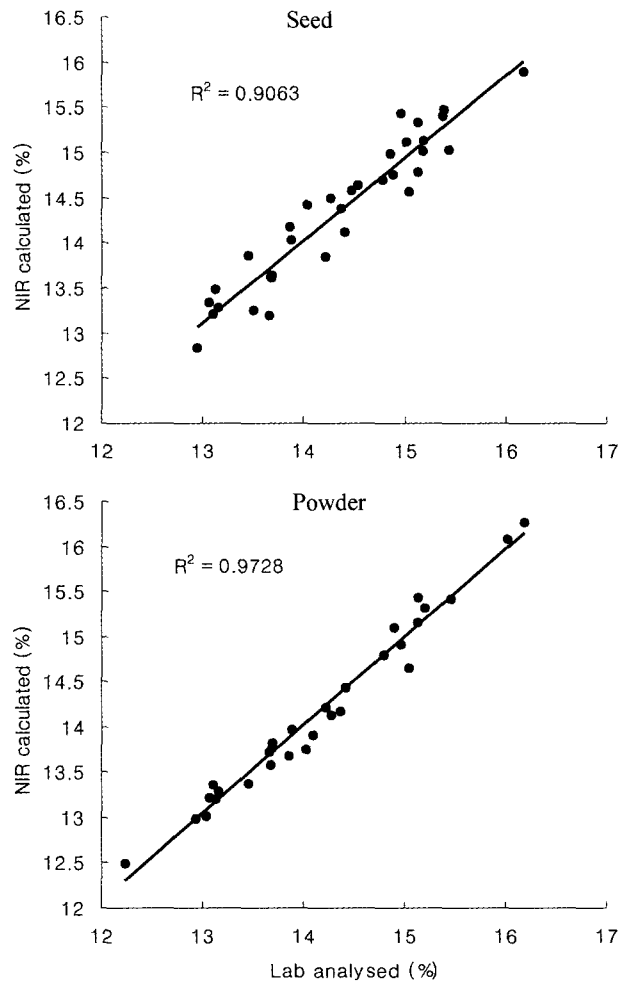 Seed
R² = 0.9063
NIR calculated (%)
16.5
16
15.5
15
14.5
14
13.5
13
12.5
12
12 13 14 15 16 17
Powder
R² = 0.9728
NIR calculated (%)
16.5
16
15.5
15
14.5
14
13.5
13
12.5
12
12 13 14 15 16 17
Lab analysed (%)